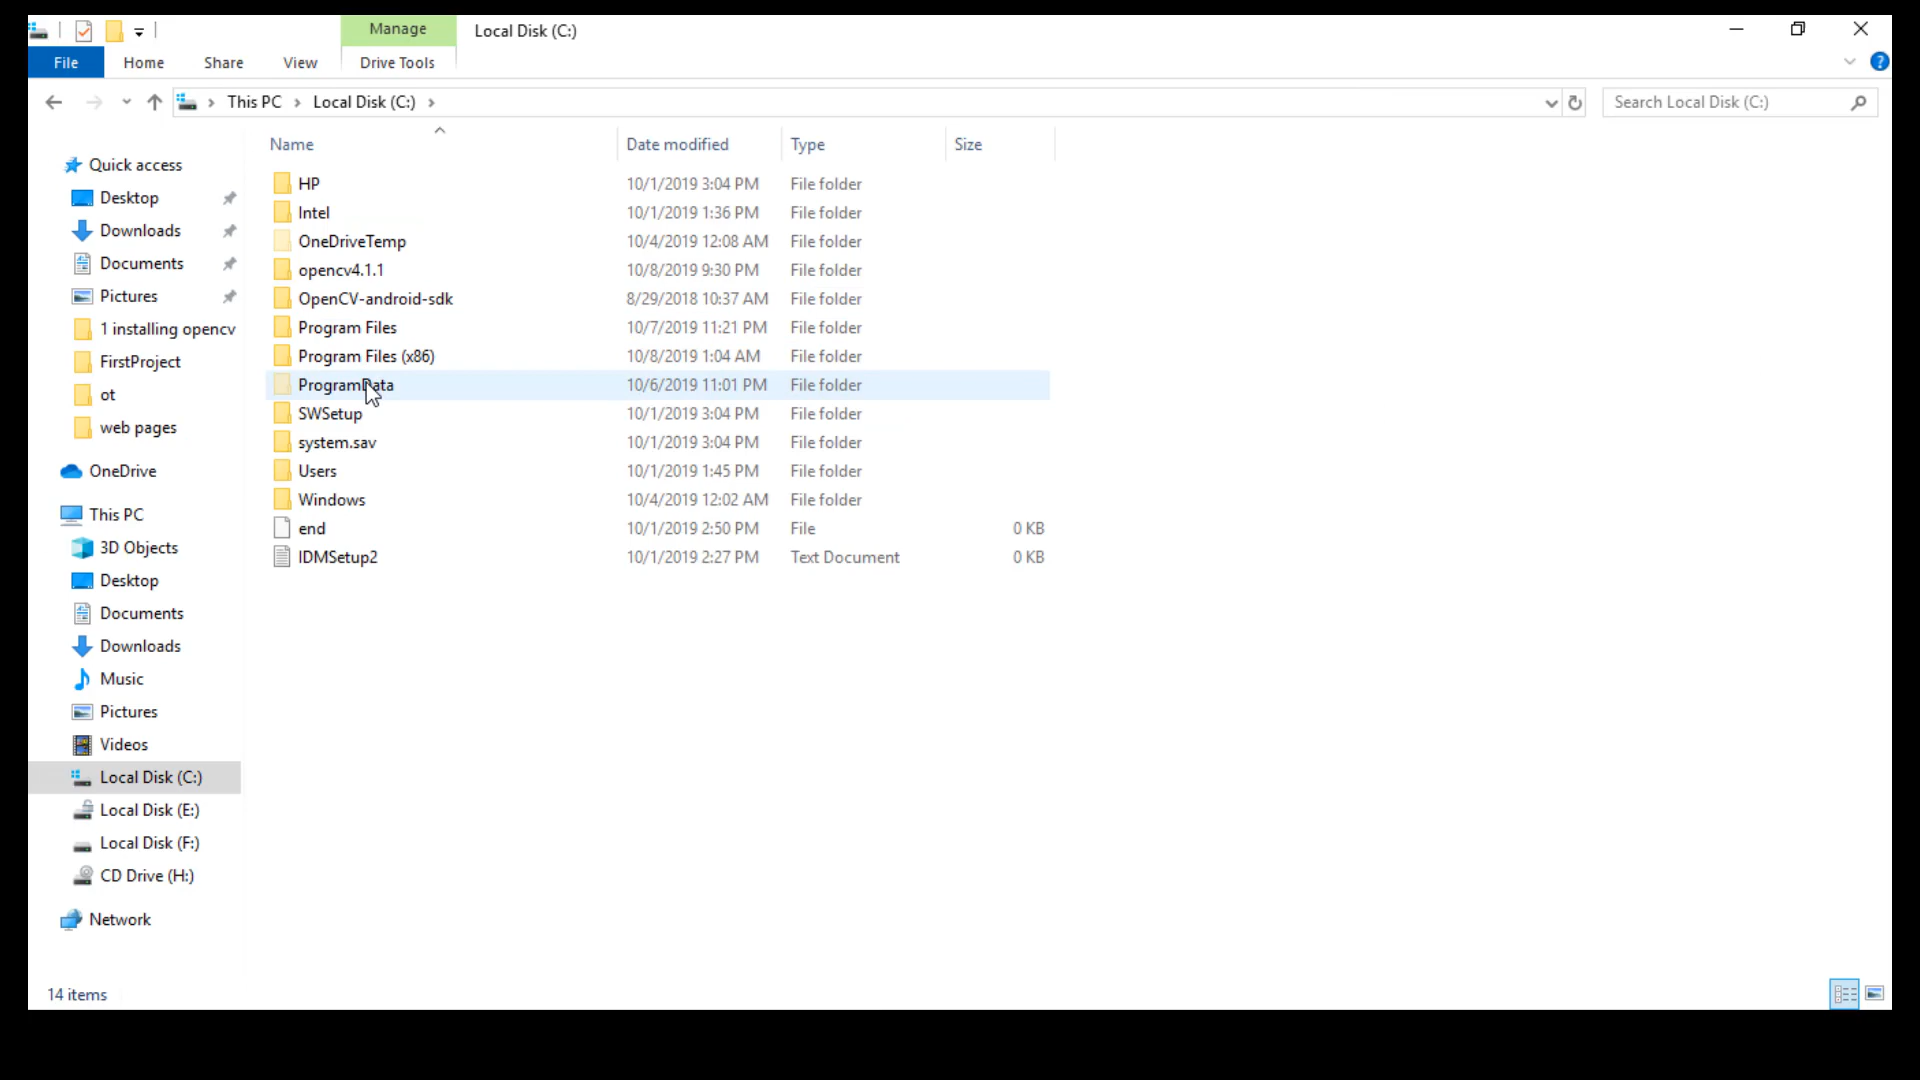 Manage
Local Disk (C:)
File
Home
Share
View
Drive Tools
?
This PC > Local Disk (C:) >
Search Local Disk (C:)
Name
Date modified
Type
Size
Quick access
Desktop
Downloads
Documents
Pictures
1 installing opencv
FirstProject
ot
web pages
OneDrive
This PC
3D Objects
Desktop
Documents
Downloads
Music
Pictures
Videos
Local Disk (C:)
Local Disk (E:)
Local Disk (F:)
CD Drive (H:)
Network
HP 10/1/2019 3:04 PM File folder
Intel 10/1/2019 1:36 PM File folder
OneDriveTemp 10/4/2019 12:08 AM File folder
opencv4.1.1 10/8/2019 9:30 PM File folder
OpenCV-android-sdk 8/29/2018 10:37 AM File folder
Program Files 10/7/2019 11:21 PM File folder
Program Files (x86) 10/8/2019 1:04 AM File folder
ProgramData 10/6/2019 11:01 PM File folder
SWSetup 10/1/2019 3:04 PM File folder
system.sav 10/1/2019 3:04 PM File folder
Users 10/1/2019 1:45 PM File folder
Windows 10/4/2019 12:02 AM File folder
end 10/1/2019 2:50 PM File 0 KB
IDMSetup2 10/1/2019 2:27 PM Text Document 0 KB
14 items